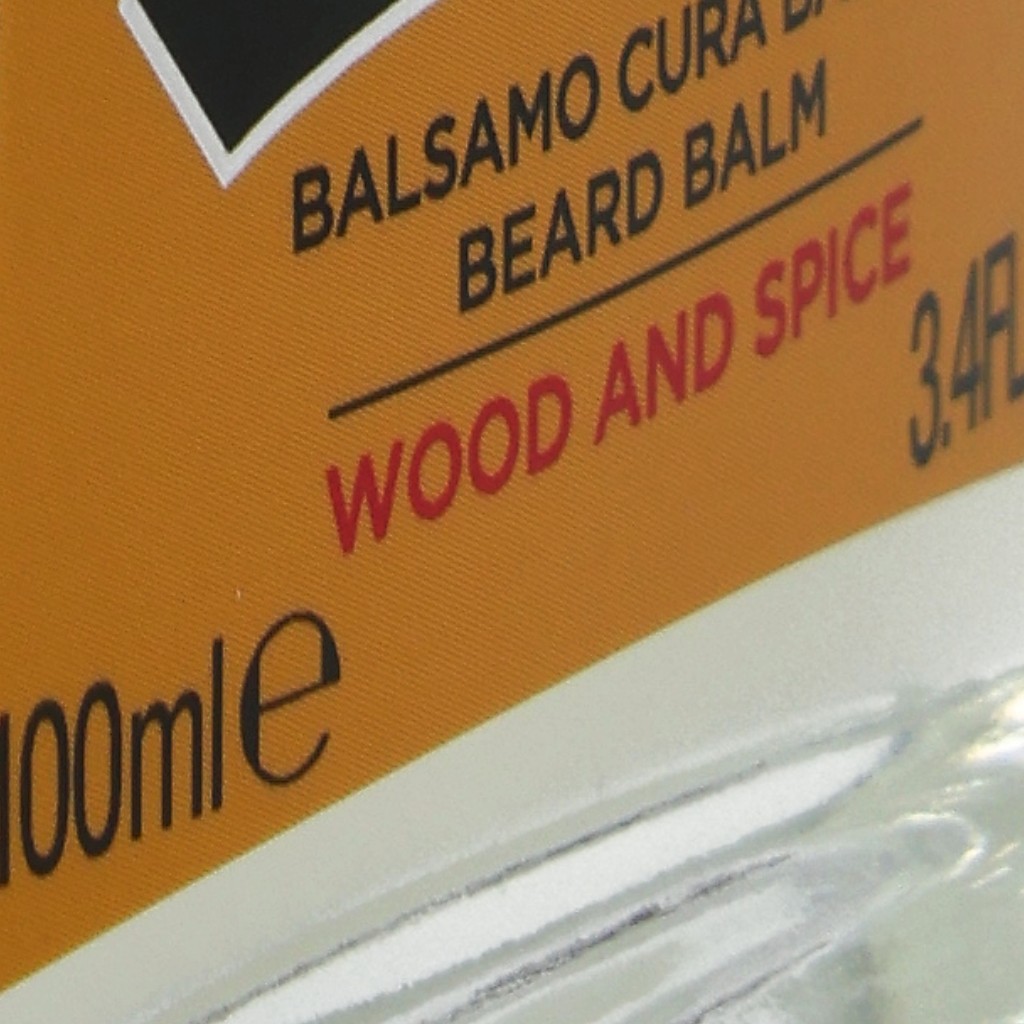 BALSAMO CURA
BEARD BALM
WOOD AND SPICE
3.4FL
100ml e